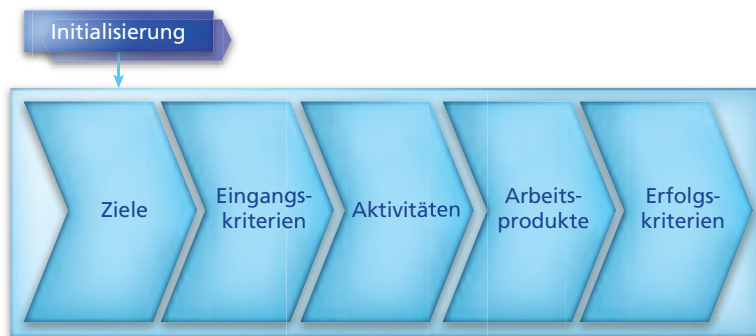 Initialisierung
Ziele
Eingangs-
kriterien
Aktivitäten
Arbeits-
produkte
Erfolgs-
kriterien